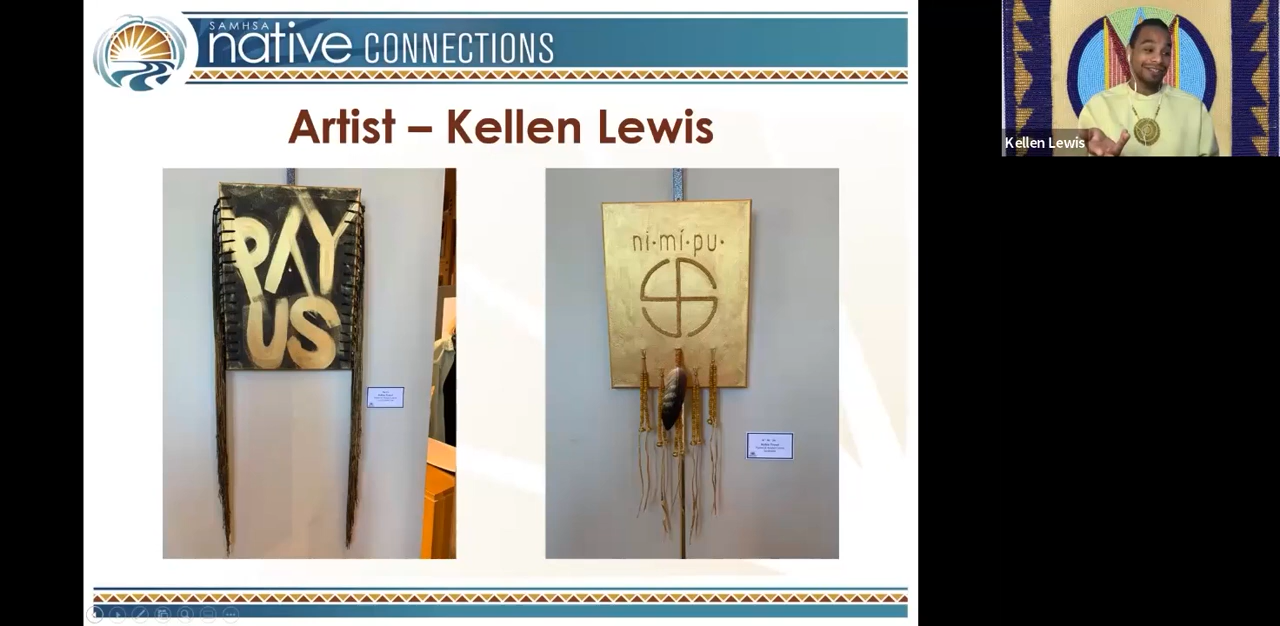 SAMHSA
native CONNECTIONS
Artist – Kellen Lewis
PAY
US
ni·mí·pu·
Kellen Lewis